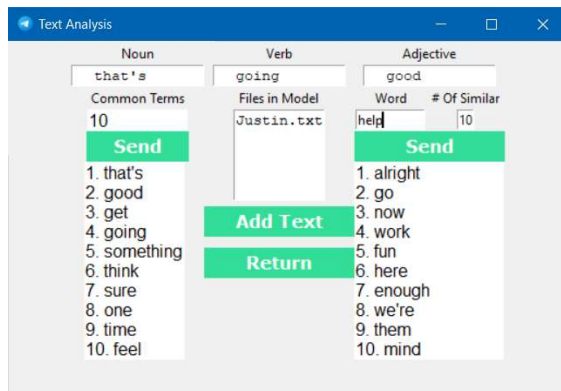 Text Analysis
Noun Verb Adjective
that's going good
Common Terms Files in Model Word # Of Similar
10 Justin.txt help 10
Send Send
1. that's 1. alright
2. good 2. go
3. get 3. now
4. going 4. work
5. something 5. fun
6. think 6. here
7. sure 7. enough
8. one 8. we're
9. time 9. them
10. feel 10. mind
Add Text
Return